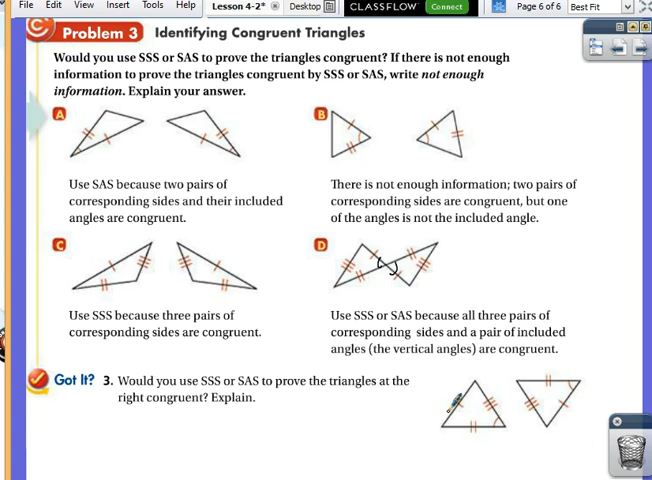 File Edit View Insert Tools Help Lesson 4-2* Desktop CLASSFLOW Connect Page 6 of 6 Best Fit
Problem 3 Identifying Congruent Triangles
Would you use SSS or SAS to prove the triangles congruent? If there is not enough
information to prove the triangles congruent by SSS or SAS, write not enough
information. Explain your answer.
A
B
Use SAS because two pairs of
corresponding sides and their included
angles are congruent.
There is not enough information; two pairs of
corresponding sides are congruent, but one
of the angles is not the included angle.
C
D
Use SSS because three pairs of
corresponding sides are congruent.
Use SSS or SAS because all three pairs of
corresponding sides and a pair of included
angles (the vertical angles) are congruent.
Got It? 3. Would you use SSS or SAS to prove the triangles at the
right congruent? Explain.